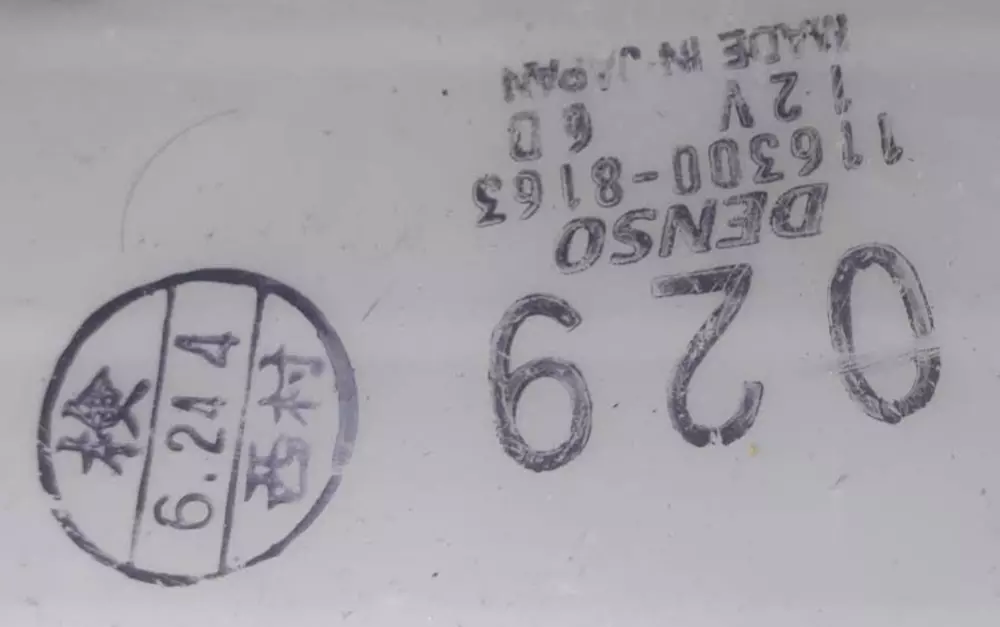 029
DENSO
116300-8163
12V 6D
MADE IN JAPAN
検
6.24 4
西村